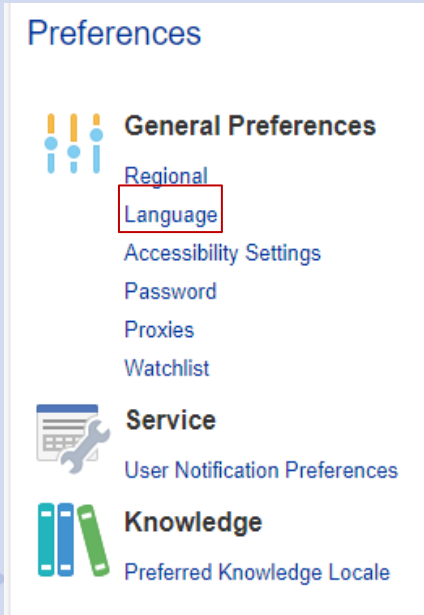 Preferences
General Preferences
Regional
Language
Accessibility Settings
Password
Proxies
Watchlist
Service
User Notification Preferences
Knowledge
Preferred Knowledge Locale